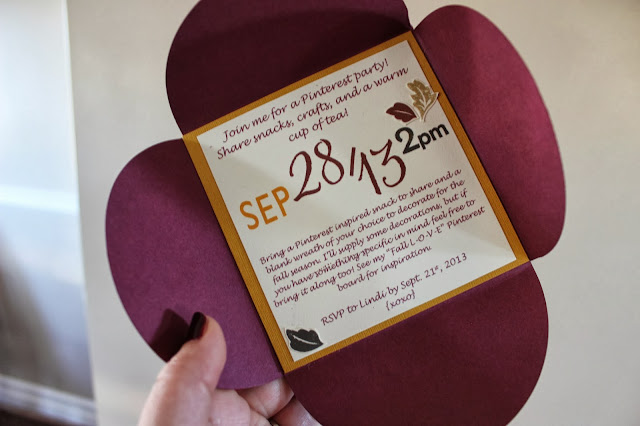 Join me for a Pinterest party!
Share snacks, crafts, and a warm
cup of tea!
SEP 28/13 2pm
Bring a Pinterest inspired snack to share and a
blank wreath of your choice to decorate for the
fall season. I'll supply some decorations, but if
you have something specific in mind feel free to
bring it along too! See my "Fall L-O-V-E" Pinterest
board for inspiration.
RSVP to Lindi by Sept. 21st, 2013
{xoxo}